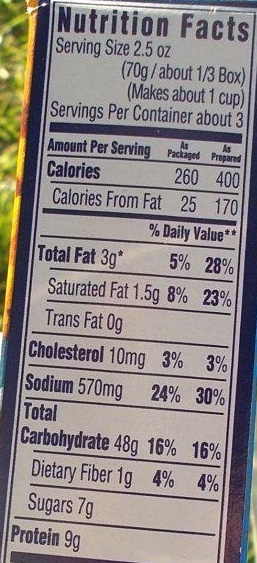 Nutrition Facts
Serving Size 2.5 oz
(70g / about 1/3 Box)
(Makes about 1 cup)
Servings Per Container about 3
Amount Per Serving As Packaged As Prepared
Calories 260 400
Calories From Fat 25 170
% Daily Value**
Total Fat 3g* 5% 28%
Saturated Fat 1.5g 8% 23%
Trans Fat 0g
Cholesterol 10mg 3% 3%
Sodium 570mg 24% 30%
Total
Carbohydrate 48g 16% 16%
Dietary Fiber 1g 4% 4%
Sugars 7g
Protein 9g